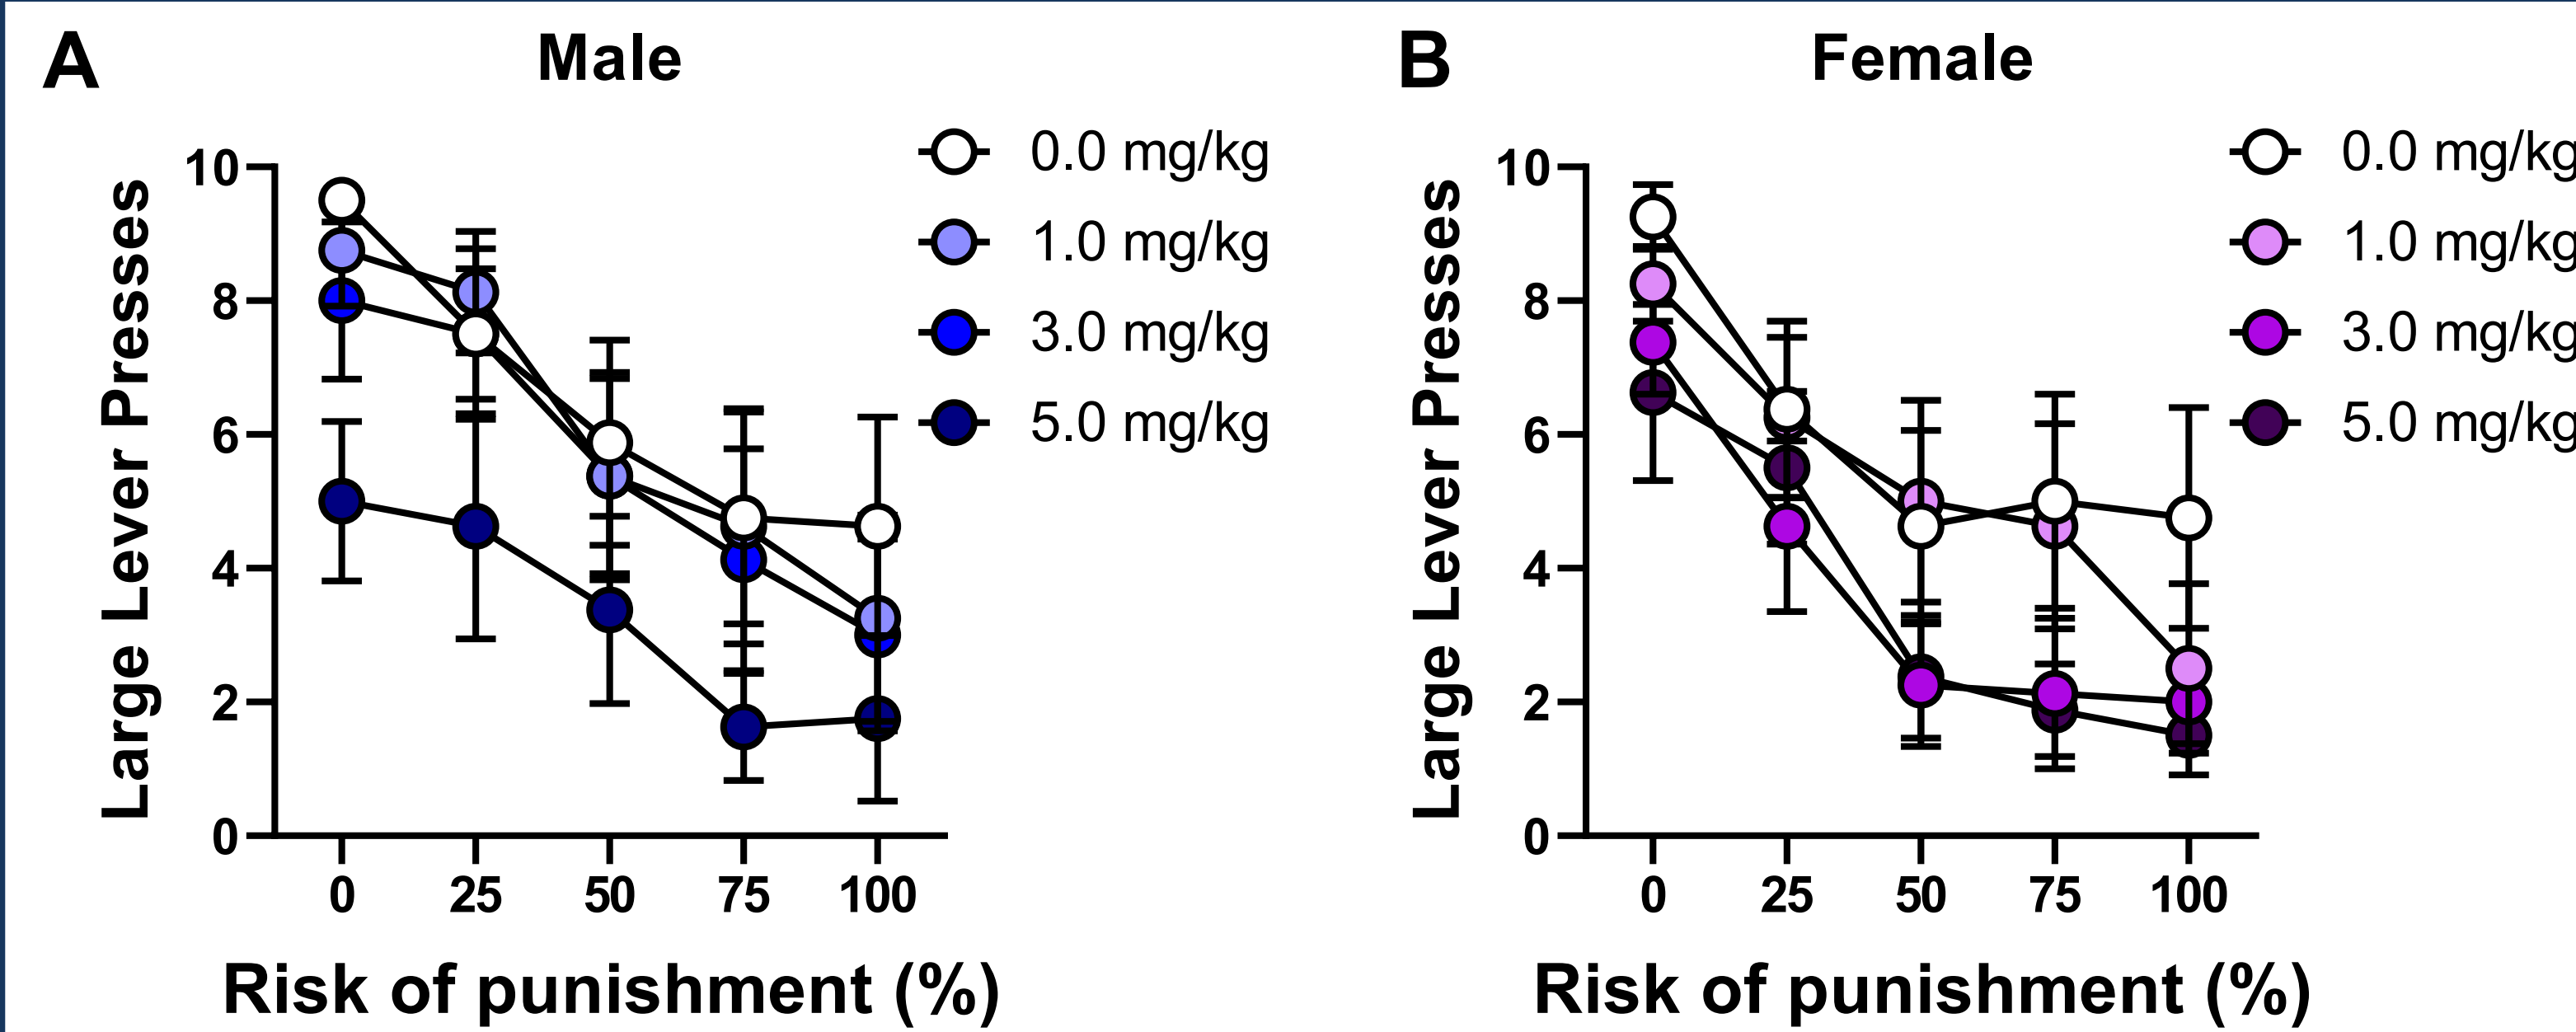 A
Male
Large Lever Presses
10
8
6
4
2
0
0 25 50 75 100
Risk of punishment (%)
0.0 mg/kg
1.0 mg/kg
3.0 mg/kg
5.0 mg/kg
B
Female
Large Lever Presses
10
8
6
4
2
0
0 25 50 75 100
Risk of punishment (%)
0.0 mg/kg
1.0 mg/kg
3.0 mg/kg
5.0 mg/kg